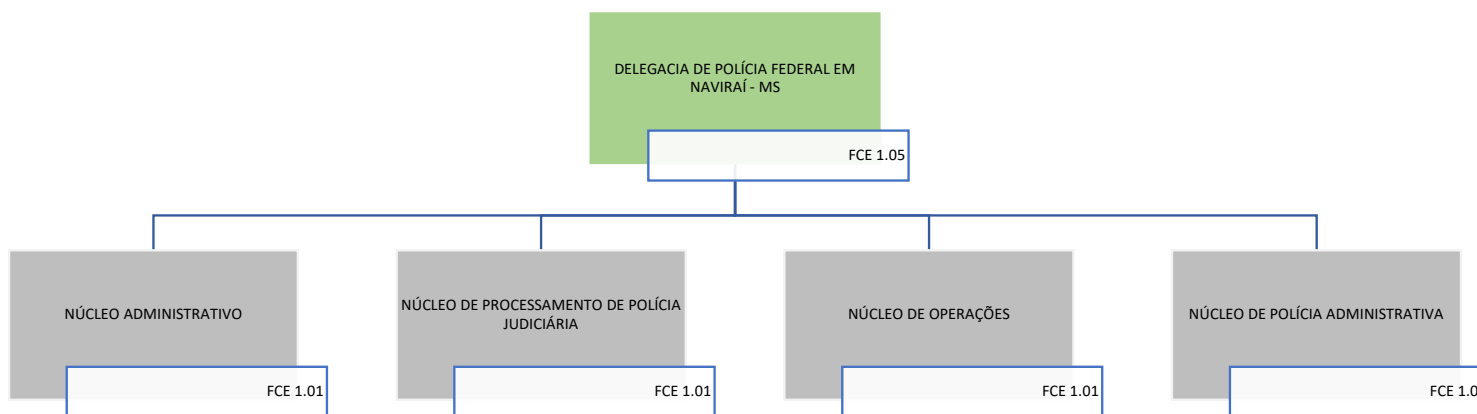 DELEGACIA DE POLÍCIA FEDERAL EM
NAVIRAÍ - MS
FCE 1.05
NÚCLEO ADMINISTRATIVO
FCE 1.01
NÚCLEO DE PROCESSAMENTO DE POLÍCIA
JUDICIÁRIA
FCE 1.01
NÚCLEO DE OPERAÇÕES
FCE 1.01
NÚCLEO DE POLÍCIA ADMINISTRATIVA
FCE